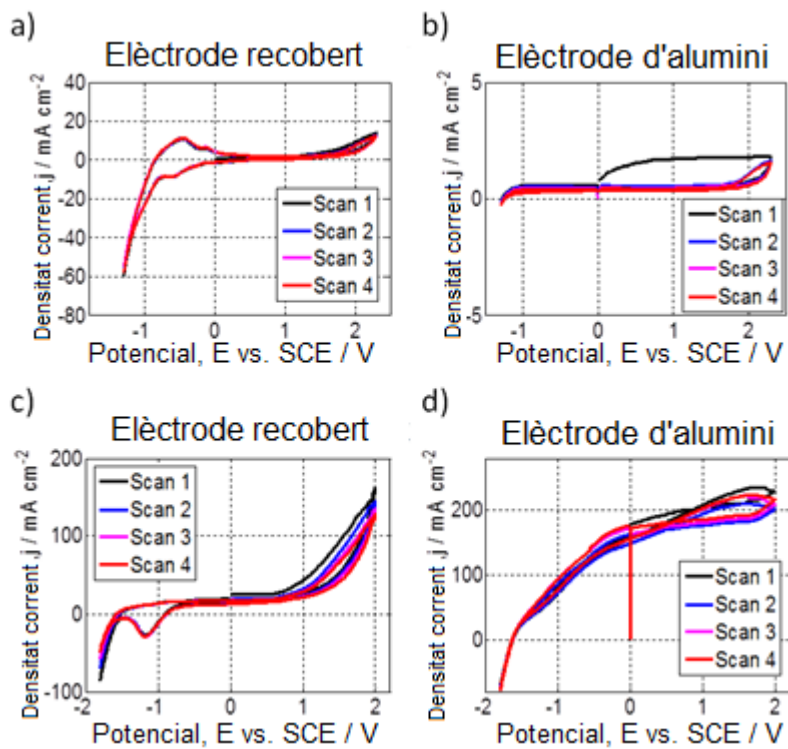 a)
Elèctrode recobert
Densitat corrent.j / mA cm-2
40
20
0
-20
-40
-60
-80
-1
0
1
2
Scan 1
Scan 2
Scan 3
Scan 4
Potencial, E vs. SCE / V
b)
Elèctrode d'alumini
Densitat corrent.j / mA cm-2
5
0
-5
-1
0
1
2
Scan 1
Scan 2
Scan 3
Scan 4
Potencial, E vs. SCE / V
c)
Elèctrode recobert
Densitat corrent.j / mA cm-2
200
100
0
-100
-2
-1
0
1
2
Scan 1
Scan 2
Scan 3
Scan 4
Potencial, E vs. SCE / V
d)
Elèctrode d'alumini
Densitat corrent.j / mA cm-2
200
100
0
-2
-1
0
1
2
Scan 1
Scan 2
Scan 3
Scan 4
Potencial, E vs. SCE / V